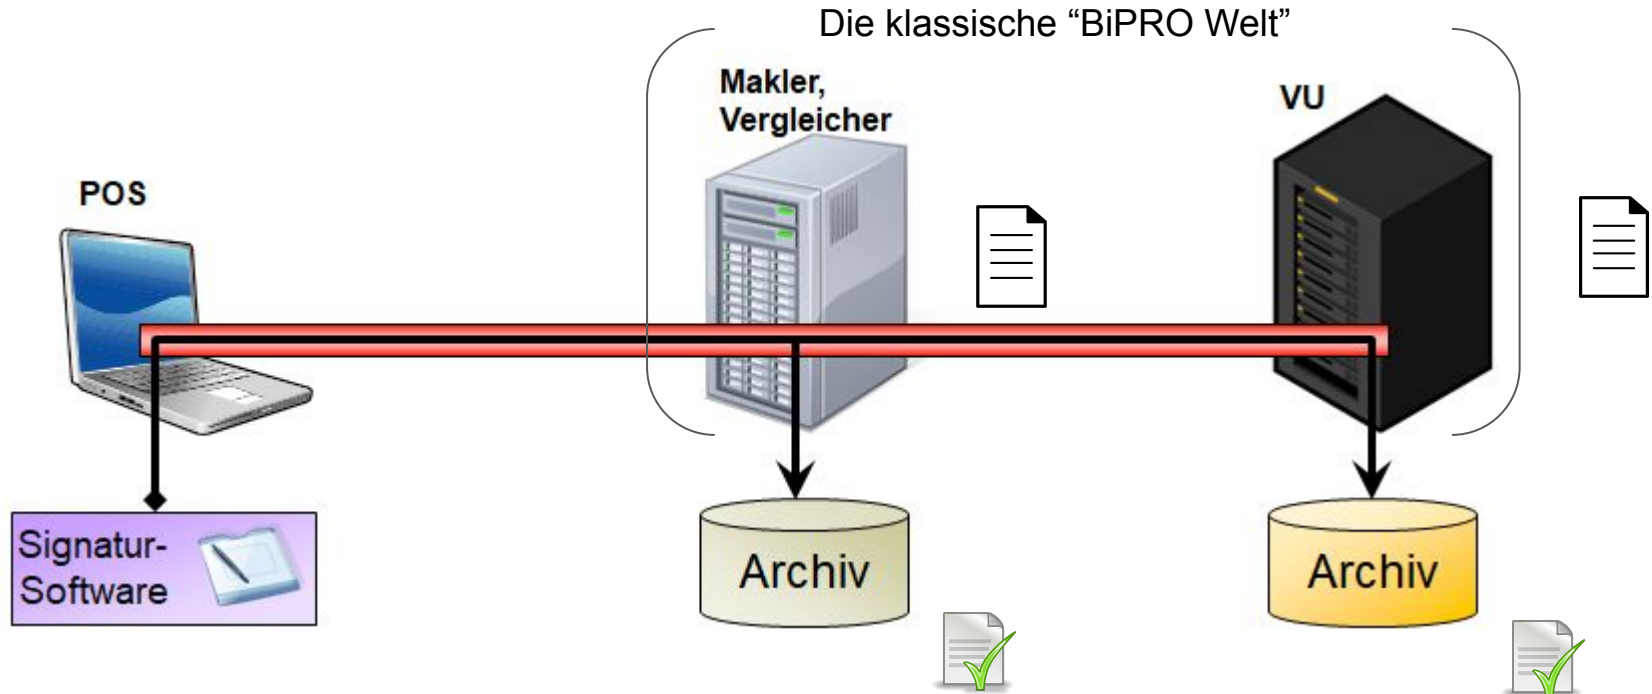 Die klassische “BiPRO Welt”
Makler,
Vergleicher
VU
POS
Signatur-
Software
Archiv
Archiv